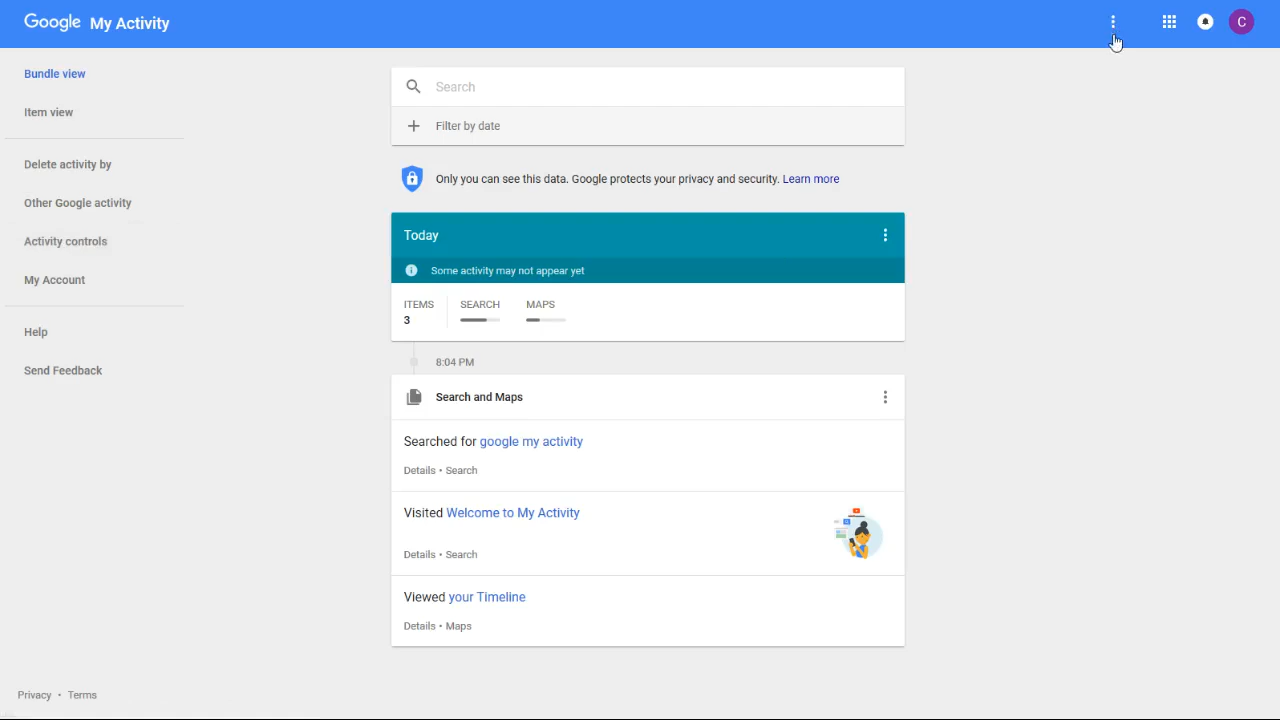 Google My Activity
C
Bundle view
Item view
Delete activity by
Other Google activity
Activity controls
My Account
Help
Send Feedback
Privacy • Terms
Search
Filter by date
Only you can see this data. Google protects your privacy and security. Learn more
Today
Some activity may not appear yet
ITEMS SEARCH MAPS
3
8:04 PM
Search and Maps
Searched for google my activity
Details • Search
Visited Welcome to My Activity
Details • Search
Viewed your Timeline
Details • Maps